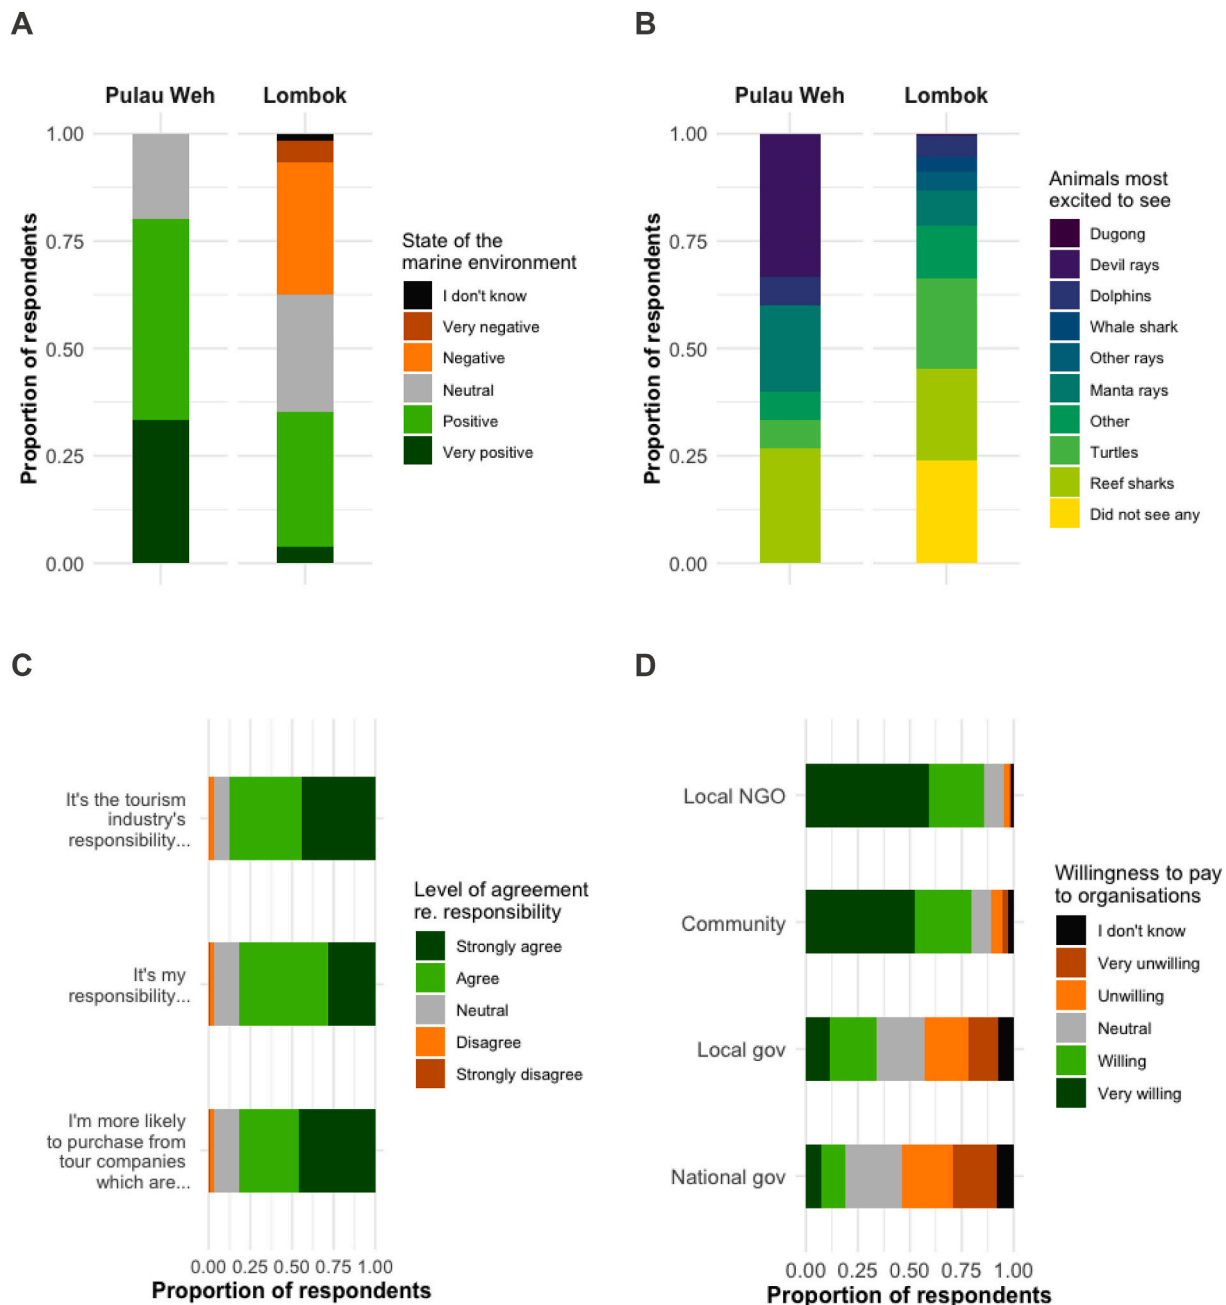 A
Pulau Weh
Lombok
1.00
0.75
0.50
0.25
0.00
Proportion of respondents
State of the
marine environment
I don't know
Very negative
Negative
Neutral
Positive
Very positive
B
Pulau Weh
Lombok
1.00
0.75
0.50
0.25
0.00
Proportion of respondents
Animals most
excited to see
Dugong
Devil rays
Dolphins
Whale shark
Other rays
Manta rays
Other
Turtles
Reef sharks
Did not see any
C
It's the tourism
industry's
responsibility...
It's my
responsibility...
I'm more likely
to purchase from
tour companies
which are...
0.00 0.25 0.50 0.75 1.00
Proportion of respondents
Level of agreement
re. responsibility
Strongly agree
Agree
Neutral
Disagree
Strongly disagree
D
Local NGO
Community
Local gov
National gov
0.00 0.25 0.50 0.75 1.00
Proportion of respondents
Willingness to pay
to organisations
I don't know
Very unwilling
Unwilling
Neutral
Willing
Very willing